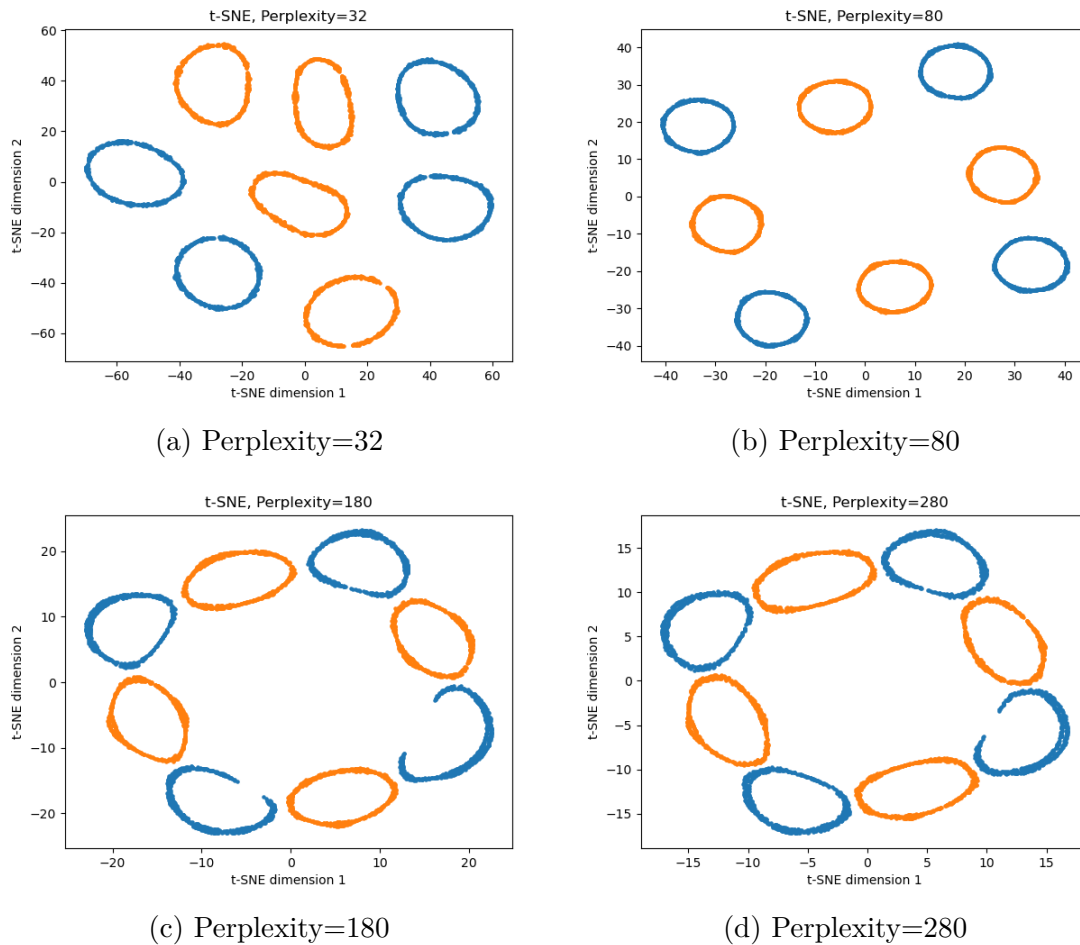 t-SNE, Perplexity=32
60
40
20
0
−20
−40
−60
t-SNE dimension 2
−60 −40 −20 0 20 40 60
t-SNE dimension 1
(a) Perplexity=32
t-SNE, Perplexity=80
40
30
20
10
0
−10
−20
−30
−40
t-SNE dimension 2
−40 −30 −20 −10 0 10 20 30 40
t-SNE dimension 1
(b) Perplexity=80
t-SNE, Perplexity=180
20
10
0
−10
−20
t-SNE dimension 2
−20 −10 0 10 20
t-SNE dimension 1
(c) Perplexity=180
t-SNE, Perplexity=280
15
10
5
0
−5
−10
−15
t-SNE dimension 2
−15 −10 −5 0 5 10 15
t-SNE dimension 1
(d) Perplexity=280